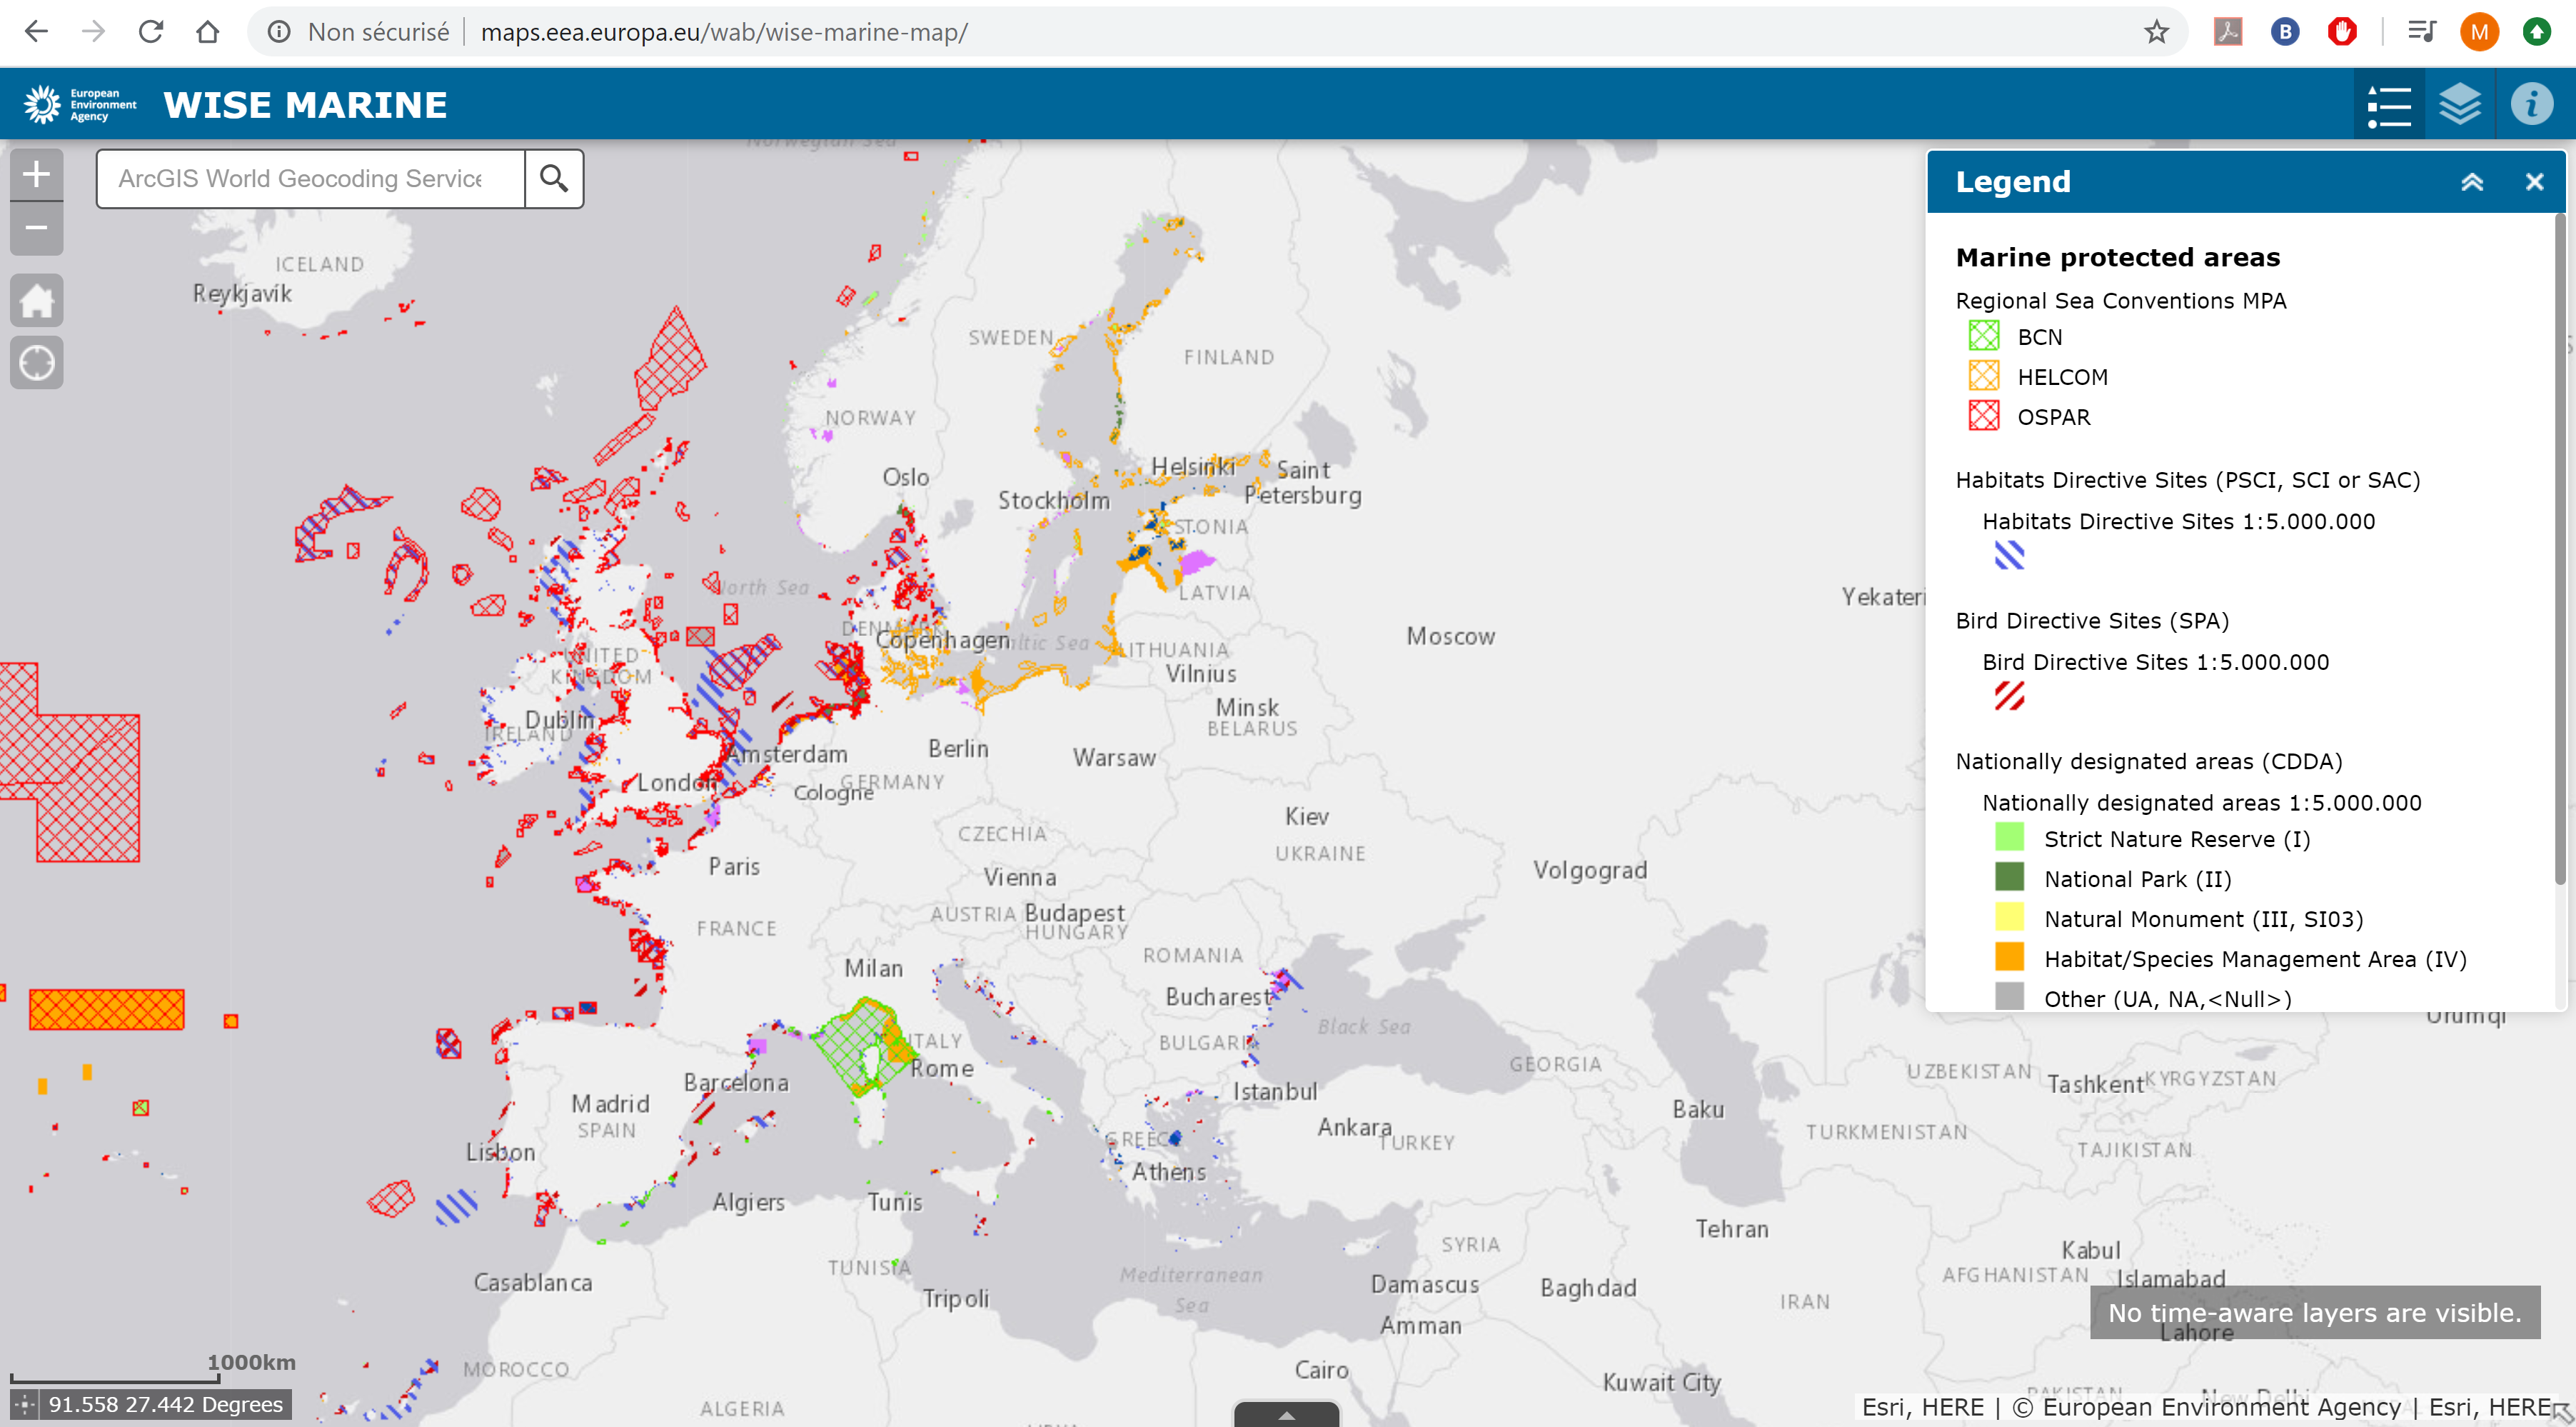 Non sécurisé | maps.eea.europa.eu/wab/wise-marine-map/
B
M
European
Environment
Agency
WISE MARINE
i
+
−
ArcGIS World Geocoding Service
Norwegian Sea
Legend
Marine protected areas
Regional Sea Conventions MPA
BCN
HELCOM
OSPAR
Habitats Directive Sites (PSCI, SCI or SAC)
Habitats Directive Sites 1:5.000.000
Bird Directive Sites (SPA)
Bird Directive Sites 1:5.000.000
Nationally designated areas (CDDA)
Nationally designated areas 1:5.000.000
Strict Nature Reserve (I)
National Park (II)
Natural Monument (III, SI03)
Habitat/Species Management Area (IV)
Other (UA, NA,<Null>)
ICELAND
Reykjavik
SWEDEN
FINLAND
NORWAY
Oslo
Helsinki
Saint
Petersburg
Stockholm
STONIA
North Sea
LATVIA
Yekateri
DENMARK
Copenhagen
altic Sea
Moscow
LITHUANIA
Vilnius
UNITED
KINGDOM
Minsk
BELARUS
Dublin
IRELAND
Amsterdam
Berlin
Warsaw
London
GERMANY
Cologne
Kiev
CZECHIA
UKRAINE
Paris
Vienna
Volgograd
AUSTRIA
Budapest
HUNGARY
FRANCE
ROMANIA
Milan
Bucharest
Black Sea
Urumqi
ITALY
BULGARI
Rome
GEORGIA
UZBEKISTAN
Tashkent
KYRGYZSTAN
Barcelona
Istanbul
Madrid
SPAIN
Baku
Ankara
TURKEY
TURKMENISTAN
GREEC
TAJIKISTAN
Lisbon
Athens
Algiers
Tunis
Tehran
SYRIA
Kabul
TUNISIA
Casablanca
Mediterranean
Sea
Damascus
Baghdad
AFGHANISTAN
Islamabad
Tripoli
IRAN
No time-aware layers are visible.
Amman
Lahore
1000km
MOROCCO
Cairo
Kuwait City
PAKISTAN
New Delhi
91.558 27.442 Degrees
ALGERIA
Esri, HERE | © European Environment Agency | Esri, HERE